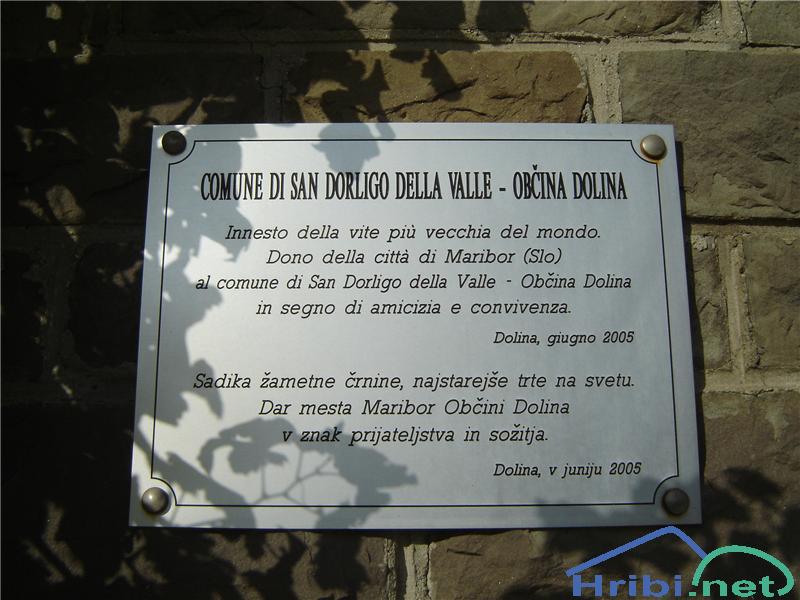 COMUNE DI SAN DORLIGO DELLA VALLE - OBČINA DOLINA
Innesto della vite più vecchia del mondo.
Dono della città di Maribor (Slo)
al comune di San Dorligo della Valle - Občina Dolina
in segno di amicizia e convivenza.
Dolina, giugno 2005
Sadika žametne črnine, najstarejše trte na svetu.
Dar mesta Maribor Občini Dolina
v znak prijateljstva in sožitja.
Dolina, v juniju 2005
Hribi.net